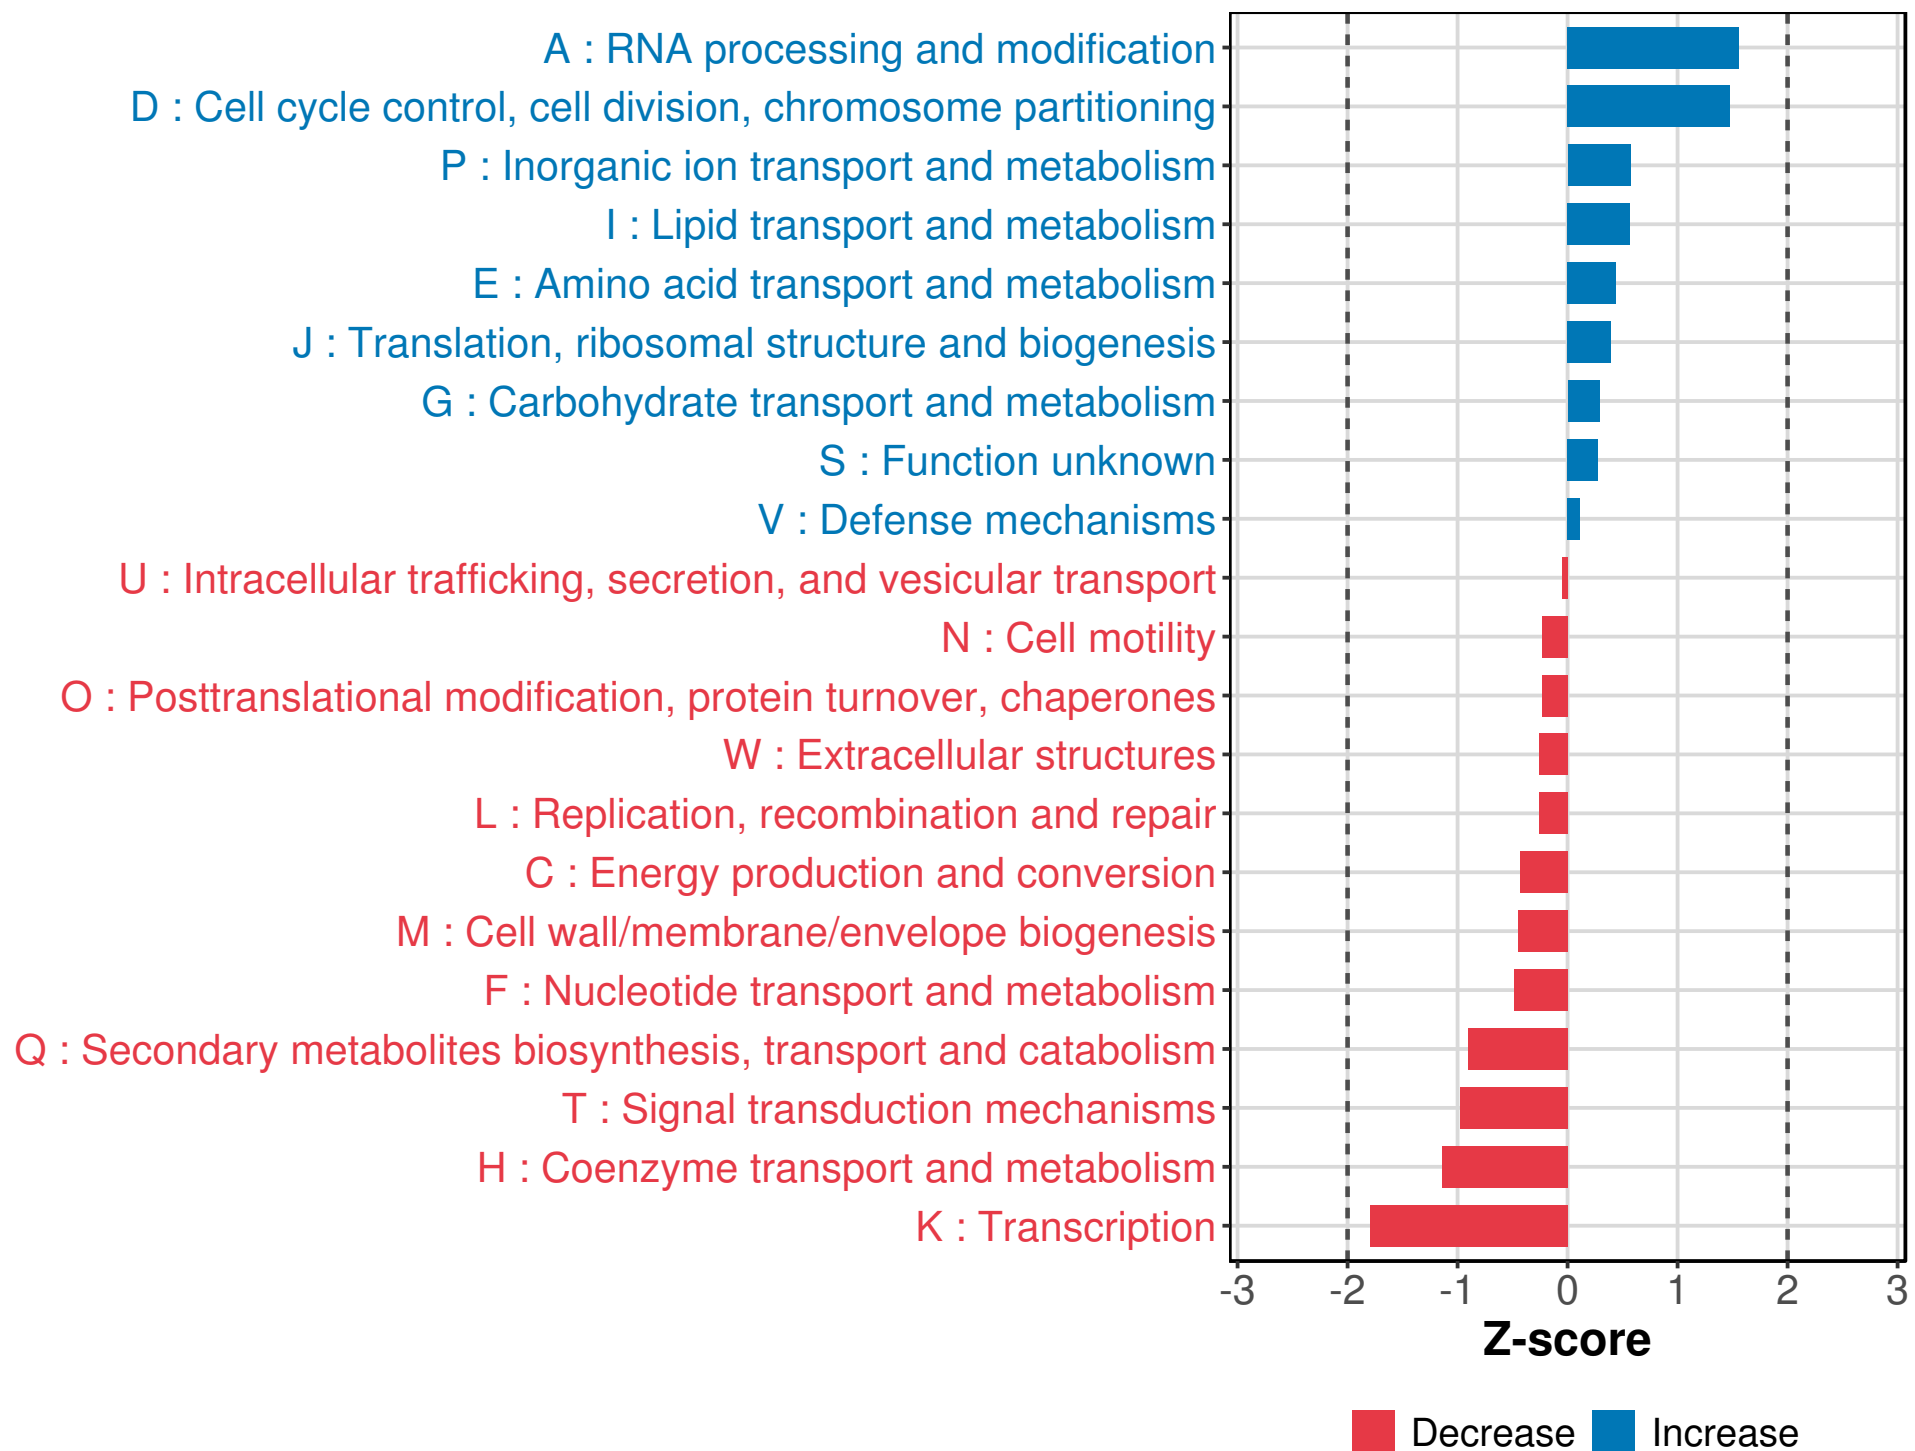 A : RNA processing and modification
D : Cell cycle control, cell division, chromosome partitioning
P : Inorganic ion transport and metabolism
I : Lipid transport and metabolism
E : Amino acid transport and metabolism
J : Translation, ribosomal structure and biogenesis
G : Carbohydrate transport and metabolism
S : Function unknown
V : Defense mechanisms
U : Intracellular trafficking, secretion, and vesicular transport
N : Cell motility
O : Posttranslational modification, protein turnover, chaperones
W : Extracellular structures
L : Replication, recombination and repair
C : Energy production and conversion
M : Cell wall/membrane/envelope biogenesis
F : Nucleotide transport and metabolism
Q : Secondary metabolites biosynthesis, transport and catabolism
T : Signal transduction mechanisms
H : Coenzyme transport and metabolism
K : Transcription
-3 -2 -1 0 1 2 3
Z-score
Decrease Increase